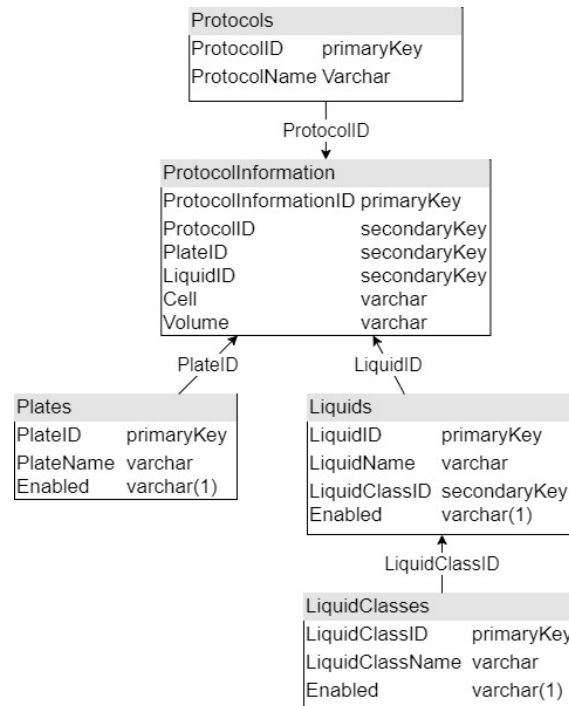 Protocols
ProtocolID primaryKey
ProtocolName Varchar
ProtocolID
ProtocolInformation
ProtocolInformationID primaryKey
ProtocolID secondaryKey
PlateID secondaryKey
LiquidID secondaryKey
Cell varchar
Volume varchar
PlateID
LiquidID
Plates
PlateID primaryKey
PlateName varchar
Enabled varchar(1)
Liquids
LiquidID primaryKey
LiquidName varchar
LiquidClassID secondaryKey
Enabled varchar(1)
LiquidClassID
LiquidClasses
LiquidClassID primaryKey
LiquidClassName varchar
Enabled varchar(1)